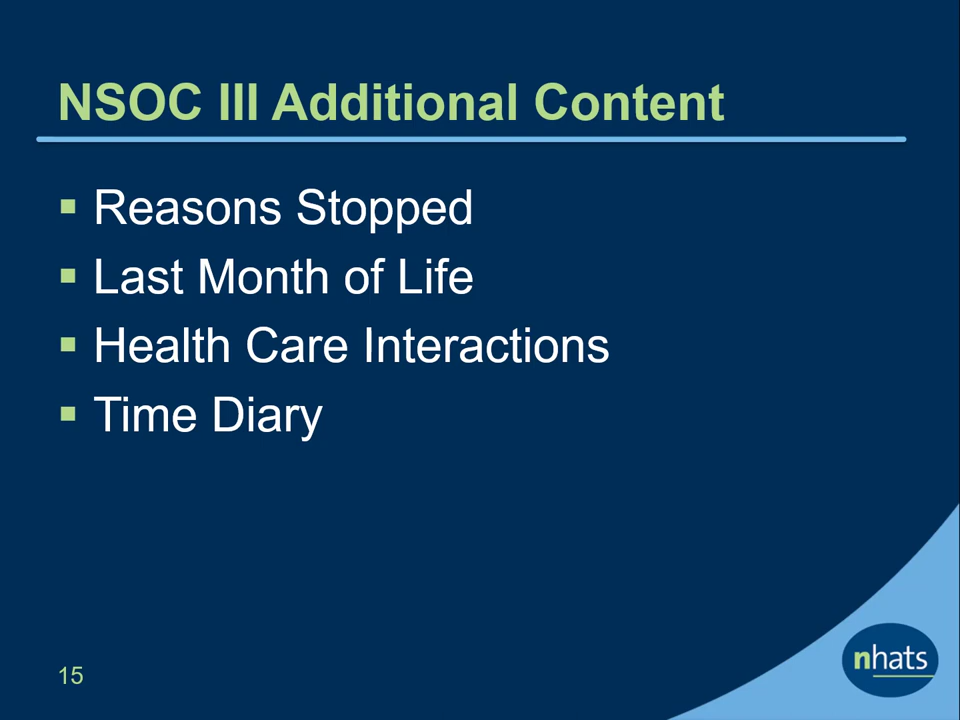 NSOC III Additional Content
▪ Reasons Stopped
▪ Last Month of Life
▪ Health Care Interactions
▪ Time Diary
15
nhats